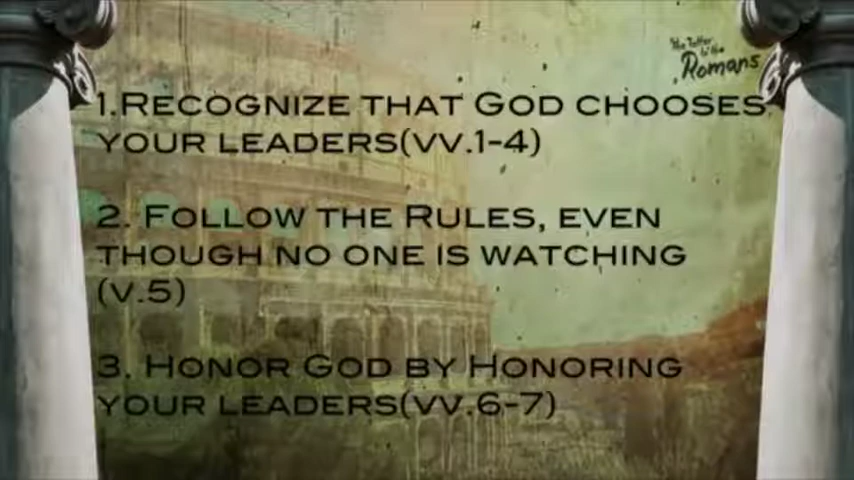 The Letter
to the
Romans
1.RECOGNIZE THAT GOD CHOOSES
YOUR LEADERS(VV.1-4)
2. FOLLOW THE RULES, EVEN
THOUGH NO ONE IS WATCHING
(V.5)
3. HONOR GOD BY HONORING
YOUR LEADERS(VV.6-7)